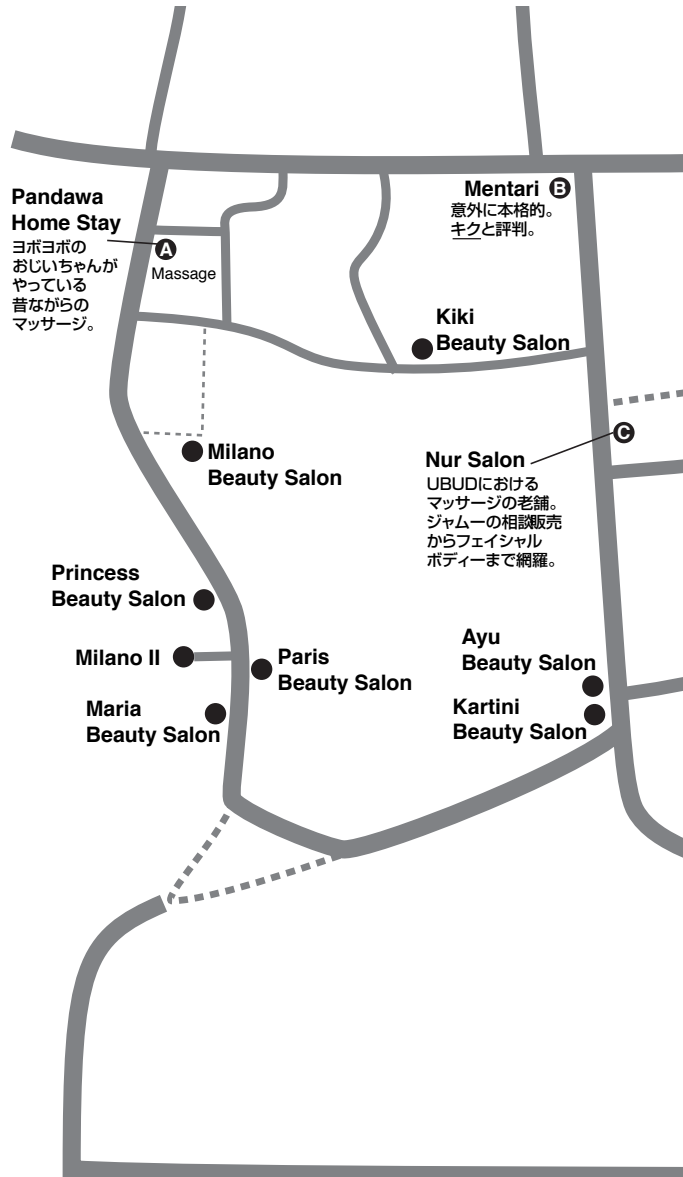 Pandawa
Home Stay
ヨボヨボの
おじいちゃんが
やっている
昔ながらの
マッサージ。
A
Massage
Mentari B
意外に本格的。
キクと評判。
Kiki
Beauty Salon
Milano
Beauty Salon
C
Nur Salon
UBUDにおける
マッサージの老舗。
ジャムーの相談販売
からフェイシャル
ボディーまで網羅。
Princess
Beauty Salon
Milano II
Paris
Beauty Salon
Maria
Beauty Salon
Ayu
Beauty Salon
Kartini
Beauty Salon